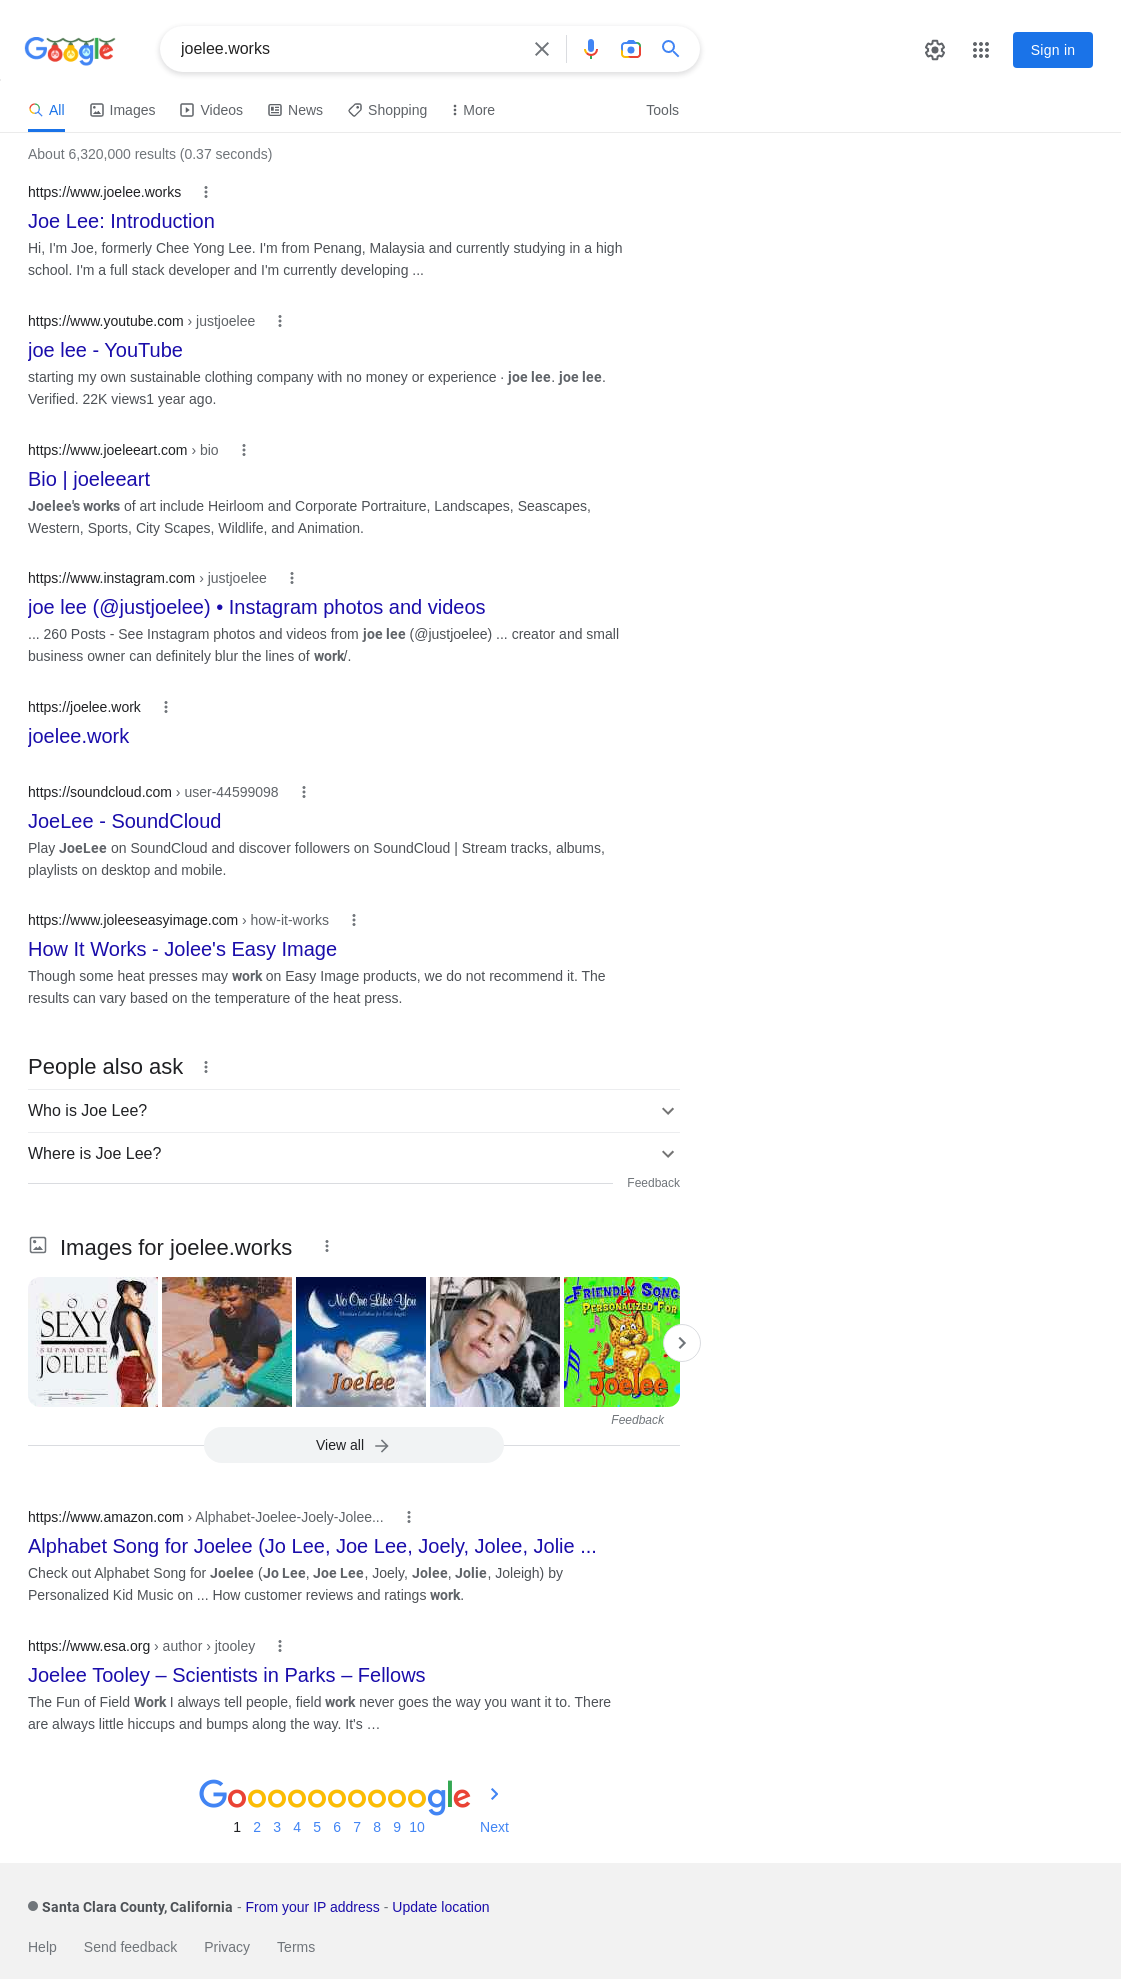 Google
joelee.works
Sign in
All
Images
Videos
News
Shopping
More
Tools
About 6,320,000 results (0.37 seconds)
https://www.joelee.works
Joe Lee: Introduction
Hi, I'm Joe, formerly Chee Yong Lee. I'm from Penang, Malaysia and currently studying in a high
school. I'm a full stack developer and I'm currently developing ...
https://www.youtube.com › justjoelee
joe lee - YouTube
starting my own sustainable clothing company with no money or experience · joe lee. joe lee.
Verified. 22K views1 year ago.
https://www.joeleeart.com › bio
Bio | joeleeart
Joelee's works of art include Heirloom and Corporate Portraiture, Landscapes, Seascapes,
Western, Sports, City Scapes, Wildlife, and Animation.
https://www.instagram.com › justjoelee
joe lee (@justjoelee) • Instagram photos and videos
... 260 Posts - See Instagram photos and videos from joe lee (@justjoelee) ... creator and small
business owner can definitely blur the lines of work/.
https://joelee.work
joelee.work
https://soundcloud.com › user-44599098
JoeLee - SoundCloud
Play JoeLee on SoundCloud and discover followers on SoundCloud | Stream tracks, albums,
playlists on desktop and mobile.
https://www.joleeseasyimage.com › how-it-works
How It Works - Jolee's Easy Image
Though some heat presses may work on Easy Image products, we do not recommend it. The
results can vary based on the temperature of the heat press.
People also ask
Who is Joe Lee?
Where is Joe Lee?
Feedback
Images for joelee.works
SOO
SEXY
SUPAMODEL
JOELEE
No One Like You
Joelee
FRIENDLY SONG
PERSONALIZED FOR
Joelee
Feedback
View all
https://www.amazon.com › Alphabet-Joelee-Joely-Jolee...
Alphabet Song for Joelee (Jo Lee, Joe Lee, Joely, Jolee, Jolie ...
Check out Alphabet Song for Joelee (Jo Lee, Joe Lee, Joely, Jolee, Jolie, Joleigh) by
Personalized Kid Music on ... How customer reviews and ratings work.
https://www.esa.org › author › jtooley
Joelee Tooley – Scientists in Parks – Fellows
The Fun of Field Work I always tell people, field work never goes the way you want it to. There
are always little hiccups and bumps along the way. It's …
Goooooooooogle
1 2 3 4 5 6 7 8 9 10 Next
Santa Clara County, California - From your IP address - Update location
Help Send feedback Privacy Terms